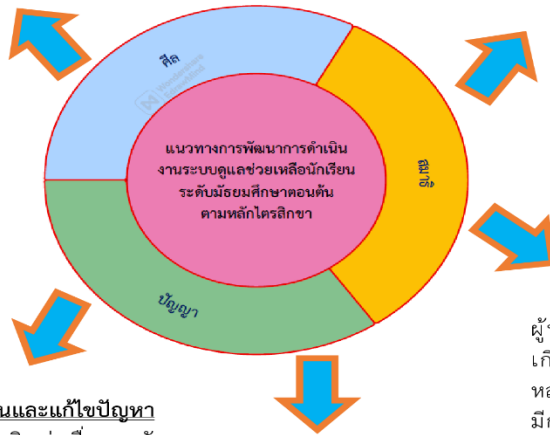 ศีล
สมาธิ
แนวทางการพัฒนาการดำเนิน
งานระบบดูแลช่วยเหลือนักเรียน
ระดับมัธยมศึกษาตอนต้น
ตามหลักไตรสิกขา
ปัญญา
นและแก้ไขปัญหา